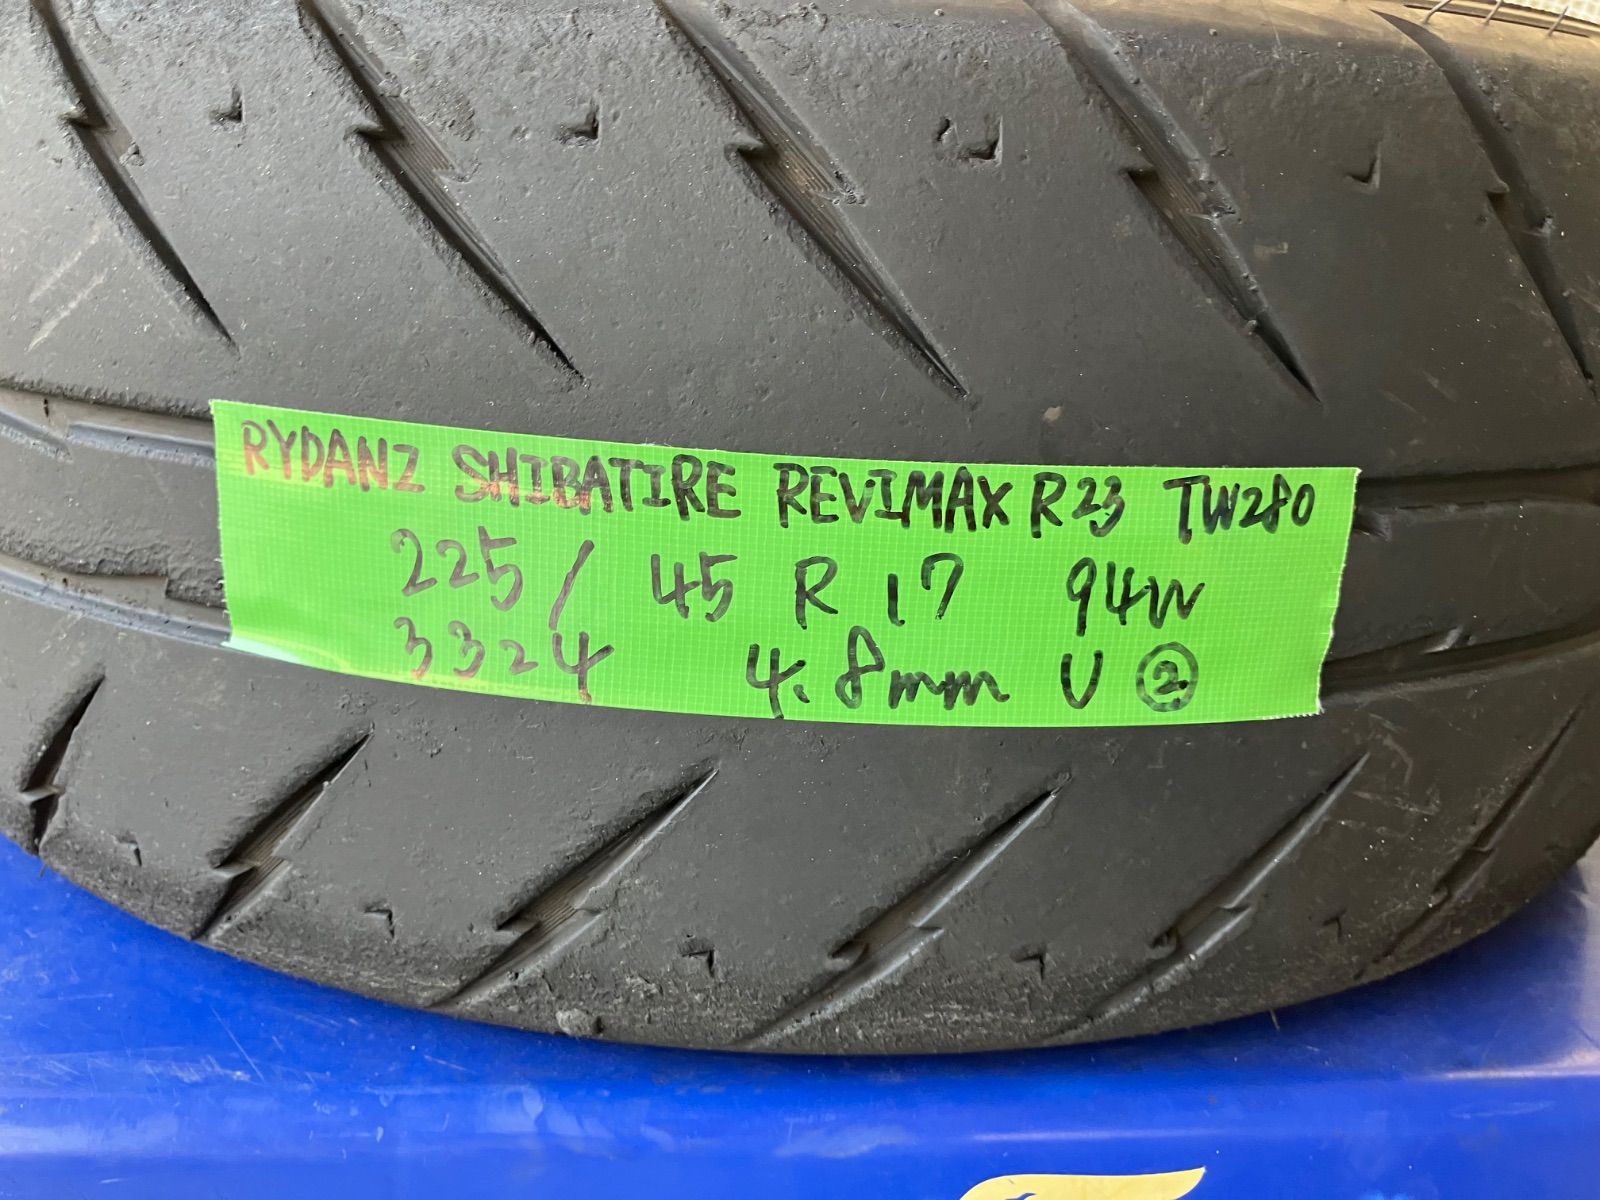 RYDANZ SHIBATIRE REVIMAX R23 TW280
225/45 R 17 94W
3324 4.8mm U ②